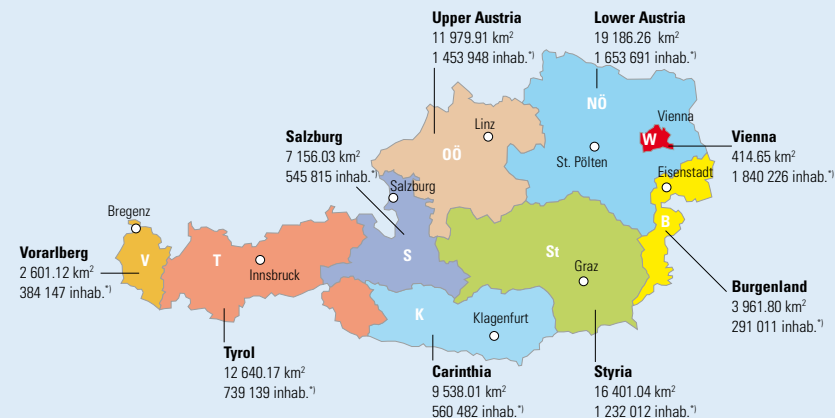 Upper Austria
11 979.91 km²
1 453 948 inhab.*)
Lower Austria
19 186.26 km²
1 653 691 inhab.*)
NÖ
Vienna
W
Linz
OÖ
St. Pölten
Vienna
414.65 km²
1 840 226 inhab.*)
Salzburg
7 156.03 km²
545 815 inhab.*)
Salzburg
Eisenstadt
Bregenz
B
Vorarlberg
2 601.12 km²
384 147 inhab.*)
V
T
Innsbruck
S
St
Graz
Burgenland
3 961.80 km²
291 011 inhab.*)
K
Klagenfurt
Tyrol
12 640.17 km²
739 139 inhab.*)
Carinthia
9 538.01 km²
560 482 inhab.*)
Styria
16 401.04 km²
1 232 012 inhab.*)